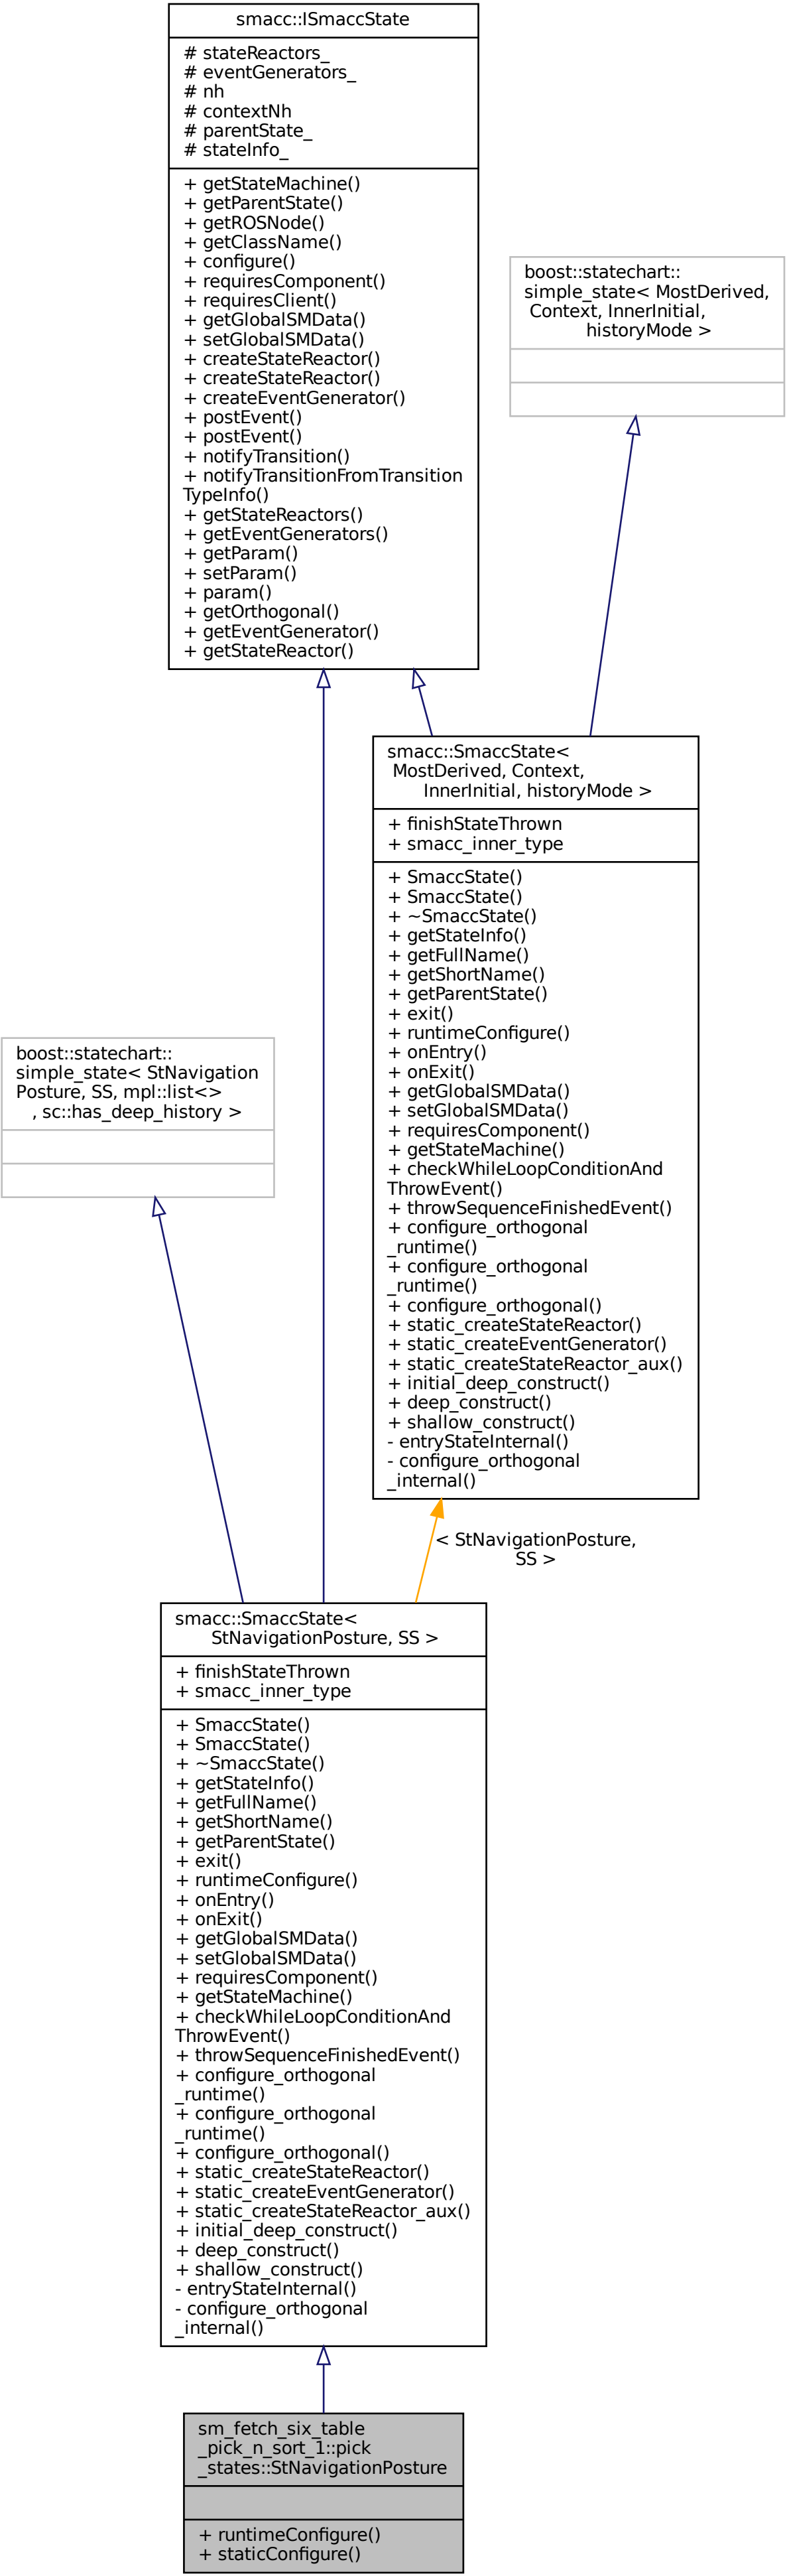 smacc::ISmaccState
# stateReactors_
# eventGenerators_
# nh
# contextNh
# parentState_
# stateInfo_
+ getStateMachine()
+ getParentState()
+ getROSNode()
+ getClassName()
+ configure()
+ requiresComponent()
+ requiresClient()
+ getGlobalSMData()
+ setGlobalSMData()
+ createStateReactor()
+ createStateReactor()
+ createEventGenerator()
+ postEvent()
+ postEvent()
+ notifyTransition()
+ notifyTransitionFromTransition
TypeInfo()
+ getStateReactors()
+ getEventGenerators()
+ getParam()
+ setParam()
+ param()
+ getOrthogonal()
+ getEventGenerator()
+ getStateReactor()
boost::statechart::
simple_state< MostDerived,
Context, InnerInitial,
historyMode >
smacc::SmaccState<
MostDerived, Context,
InnerInitial, historyMode >
+ finishStateThrown
+ smacc_inner_type
+ SmaccState()
+ SmaccState()
+ ~SmaccState()
+ getStateInfo()
+ getFullName()
+ getShortName()
+ getParentState()
+ exit()
+ runtimeConfigure()
+ onEntry()
+ onExit()
+ getGlobalSMData()
+ setGlobalSMData()
+ requiresComponent()
+ getStateMachine()
+ checkWhileLoopConditionAnd
ThrowEvent()
+ throwSequenceFinishedEvent()
+ configure_orthogonal
_runtime()
+ configure_orthogonal
_runtime()
+ configure_orthogonal()
+ static_createStateReactor()
+ static_createEventGenerator()
+ static_createStateReactor_aux()
+ initial_deep_construct()
+ deep_construct()
+ shallow_construct()
- entryStateInternal()
- configure_orthogonal
_internal()
boost::statechart::
simple_state< StNavigation
Posture, SS, mpl::list<>
, sc::has_deep_history >
< StNavigationPosture,
SS >
smacc::SmaccState<
StNavigationPosture, SS >
+ finishStateThrown
+ smacc_inner_type
+ SmaccState()
+ SmaccState()
+ ~SmaccState()
+ getStateInfo()
+ getFullName()
+ getShortName()
+ getParentState()
+ exit()
+ runtimeConfigure()
+ onEntry()
+ onExit()
+ getGlobalSMData()
+ setGlobalSMData()
+ requiresComponent()
+ getStateMachine()
+ checkWhileLoopConditionAnd
ThrowEvent()
+ throwSequenceFinishedEvent()
+ configure_orthogonal
_runtime()
+ configure_orthogonal
_runtime()
+ configure_orthogonal()
+ static_createStateReactor()
+ static_createEventGenerator()
+ static_createStateReactor_aux()
+ initial_deep_construct()
+ deep_construct()
+ shallow_construct()
- entryStateInternal()
- configure_orthogonal
_internal()
sm_fetch_six_table
_pick_n_sort_1::pick
_states::StNavigationPosture
+ runtimeConfigure()
+ staticConfigure()